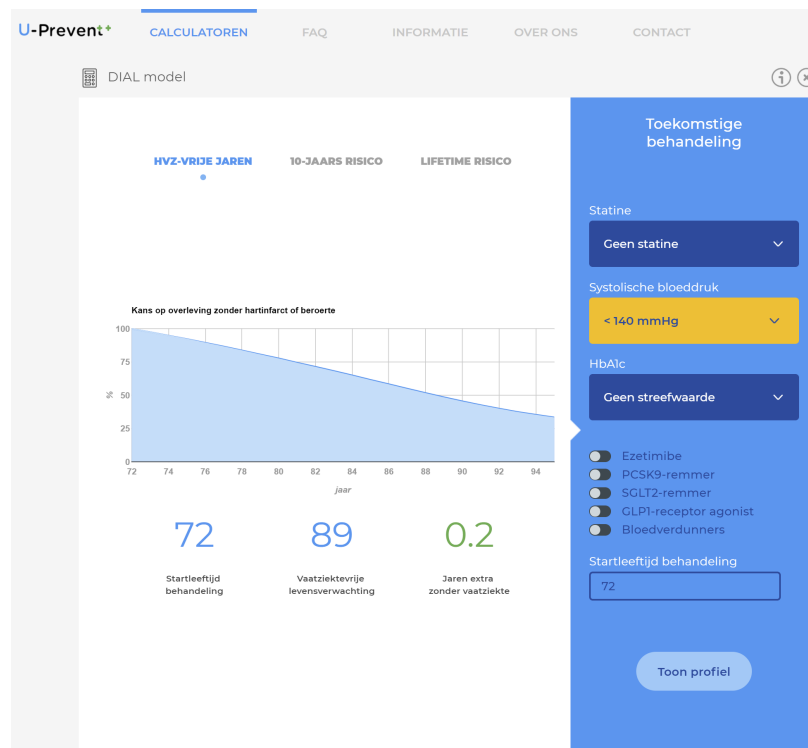 U-Prevent
CALCULATOREN
FAQ
INFORMATIE
OVER ONS
CONTACT
DIAL model
HVZ-VRIJE JAREN
10-JAARS RISICO
LIFETIME RISICO
Kans op overleving zonder hartinfarct of beroerte
100
75
50
25
0
%
72 74 76 78 80 82 84 86 88 90 92 94
jaar
72
89
0.2
Startleeftijd
behandeling
Vaatziektevrije
levensverwachting
Jaren extra
zonder vaatziekte
Toekomstige
behandeling
Statine
Geen statine
Systolische bloeddruk
< 140 mmHg
HbA1c
Geen streefwaarde
Ezetimibe
PCSK9-remmer
SGLT2-remmer
GLP1-receptor agonist
Bloedverdunners
Startleeftijd behandeling
72
Toon profiel